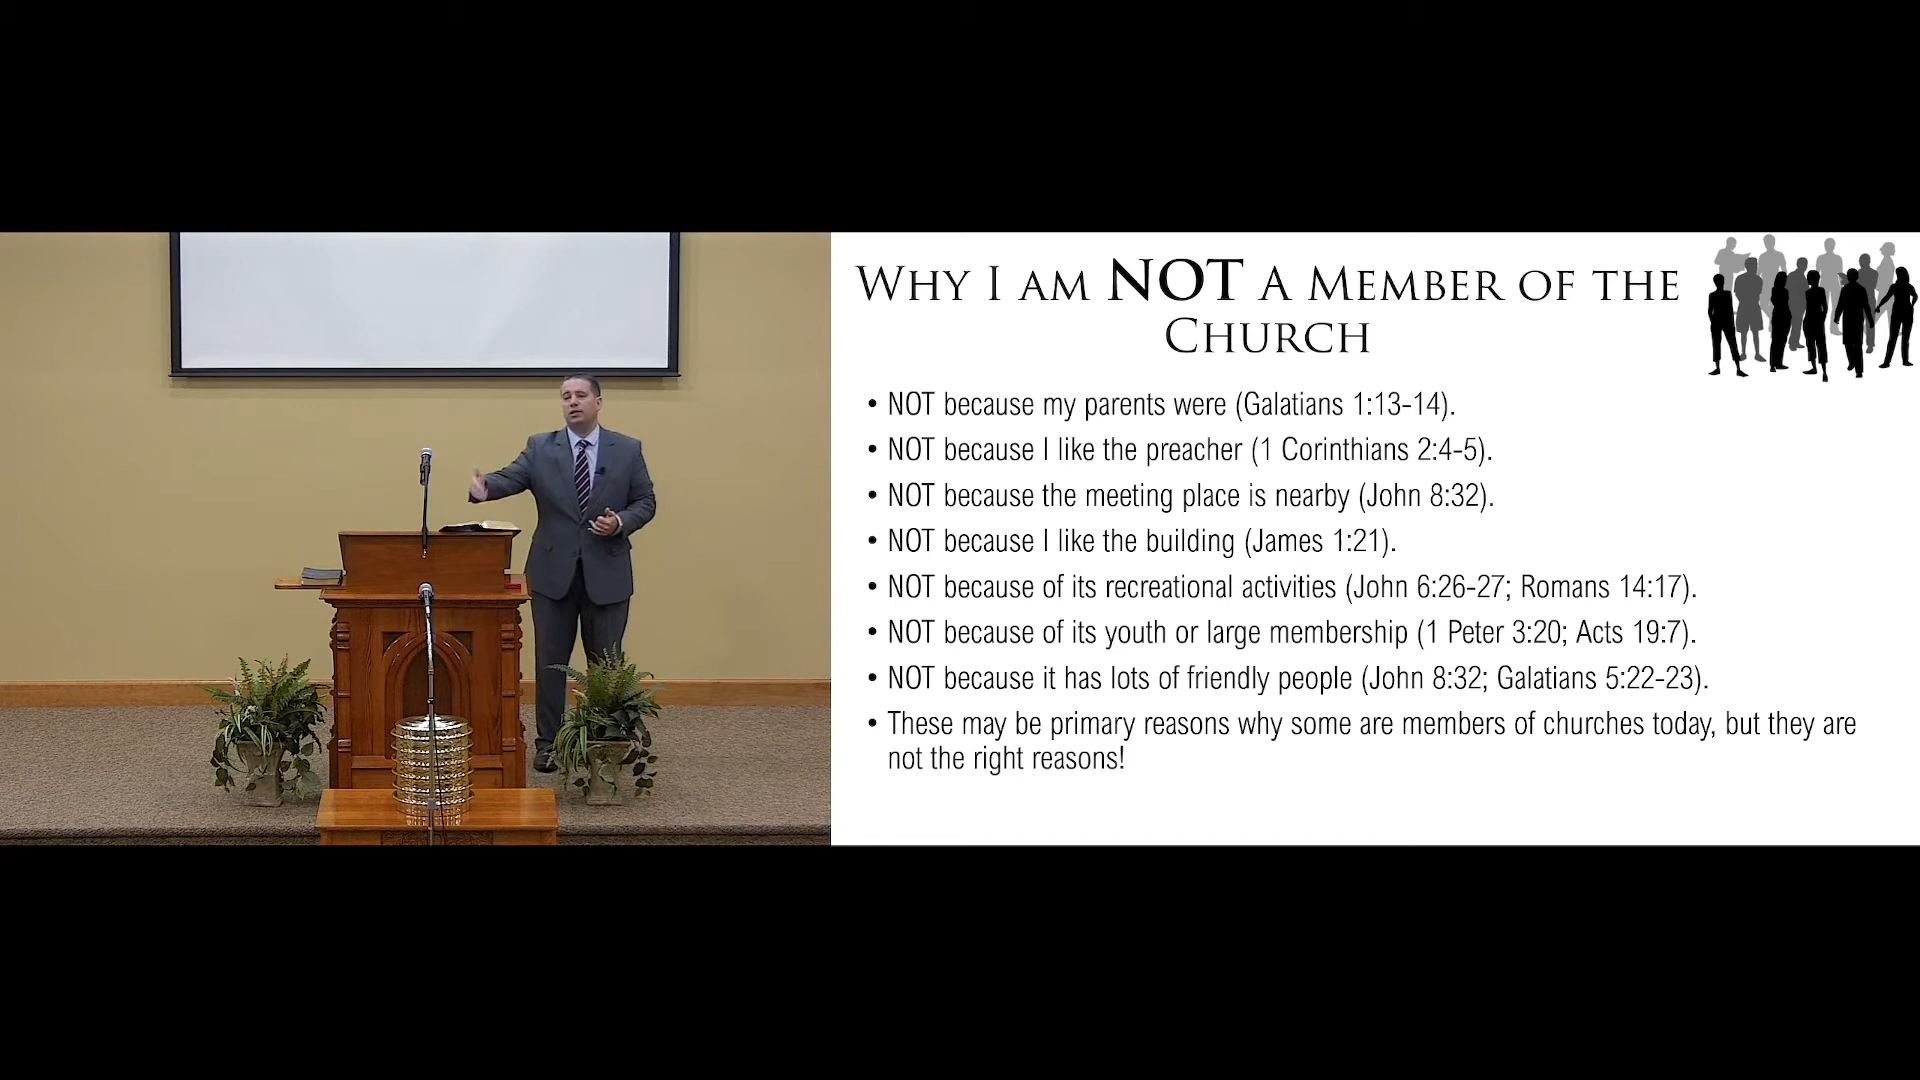 WHY I AM NOT A MEMBER OF THE
CHURCH
• NOT because my parents were (Galatians 1:13-14).
• NOT because I like the preacher (1 Corinthians 2:4-5).
• NOT because the meeting place is nearby (John 8:32).
• NOT because I like the building (James 1:21).
• NOT because of its recreational activities (John 6:26-27; Romans 14:17).
• NOT because of its youth or large membership (1 Peter 3:20; Acts 19:7).
• NOT because it has lots of friendly people (John 8:32; Galatians 5:22-23).
• These may be primary reasons why some are members of churches today, but they are
not the right reasons!